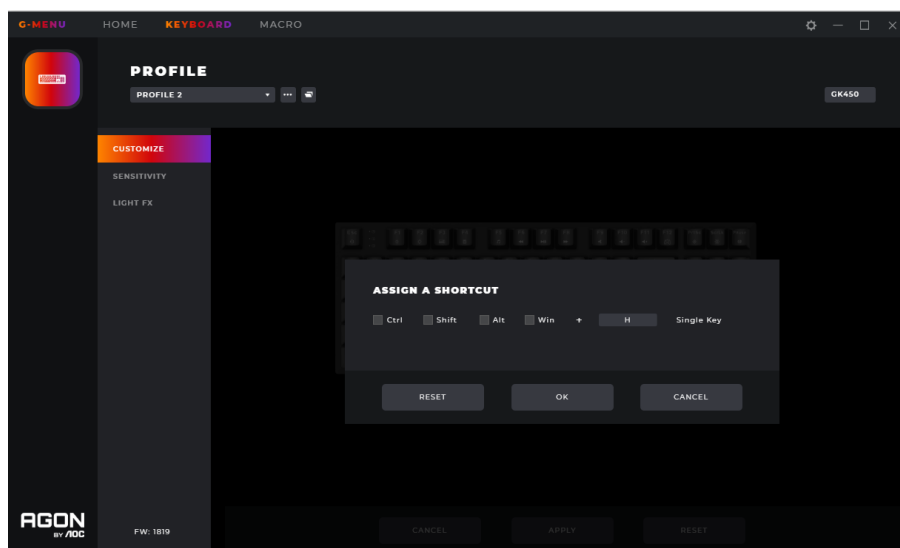 G-MENU HOME KEYBOARD MACRO
PROFILE
PROFILE 2 ...
GK450
CUSTOMIZE
SENSITIVITY
LIGHT FX
ASSIGN A SHORTCUT
Ctrl Shift Alt Win + H Single Key
RESET OK CANCEL
AGON
BY AOC
FW: 1819
CANCEL APPLY RESET